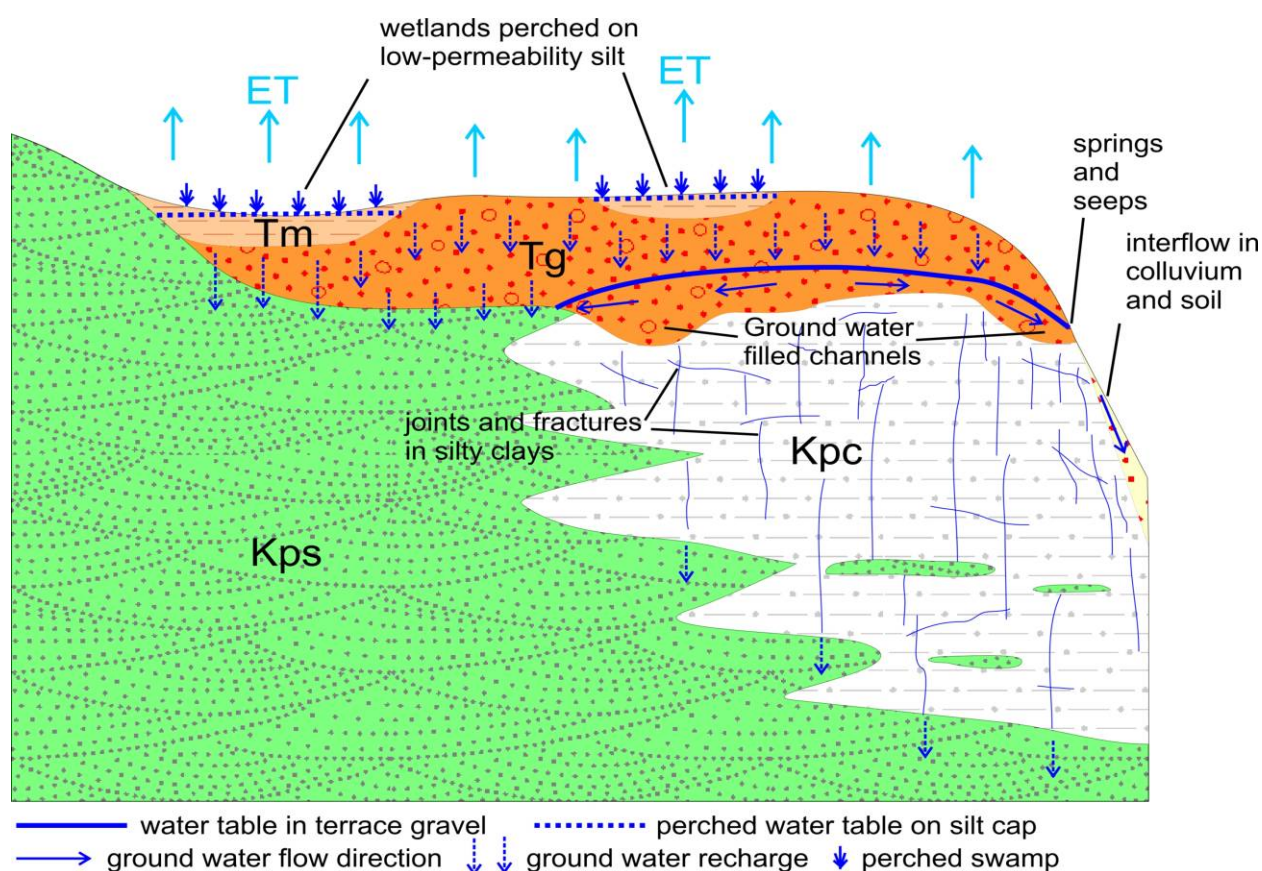 wetlands perched on
low-permeability silt
ET
ET
springs
and
seeps
interflow in
colluvium
and soil
Tm
Tg
Ground water
filled channels
joints and fractures
in silty clays
Kpc
Kps
water table in terrace gravel
perched water table on silt cap
ground water flow direction
ground water recharge
perched swamp